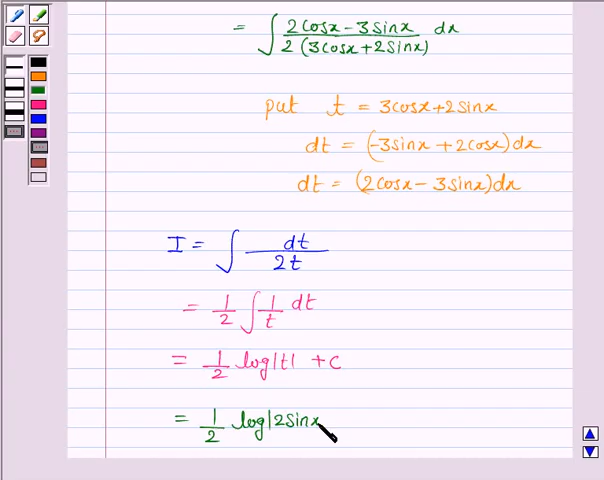 = ∫ 2cosx - 3sinx / 2(3cosx + 2sinx) dx
put t = 3cosx + 2sinx
dt = (-3sinx + 2cosx)dx
dt = (2cosx - 3sinx)dx
I = ∫ dt / 2t
= 1/2 ∫ 1/t dt
= 1/2 log|t| + c
= 1/2 log|2sinx